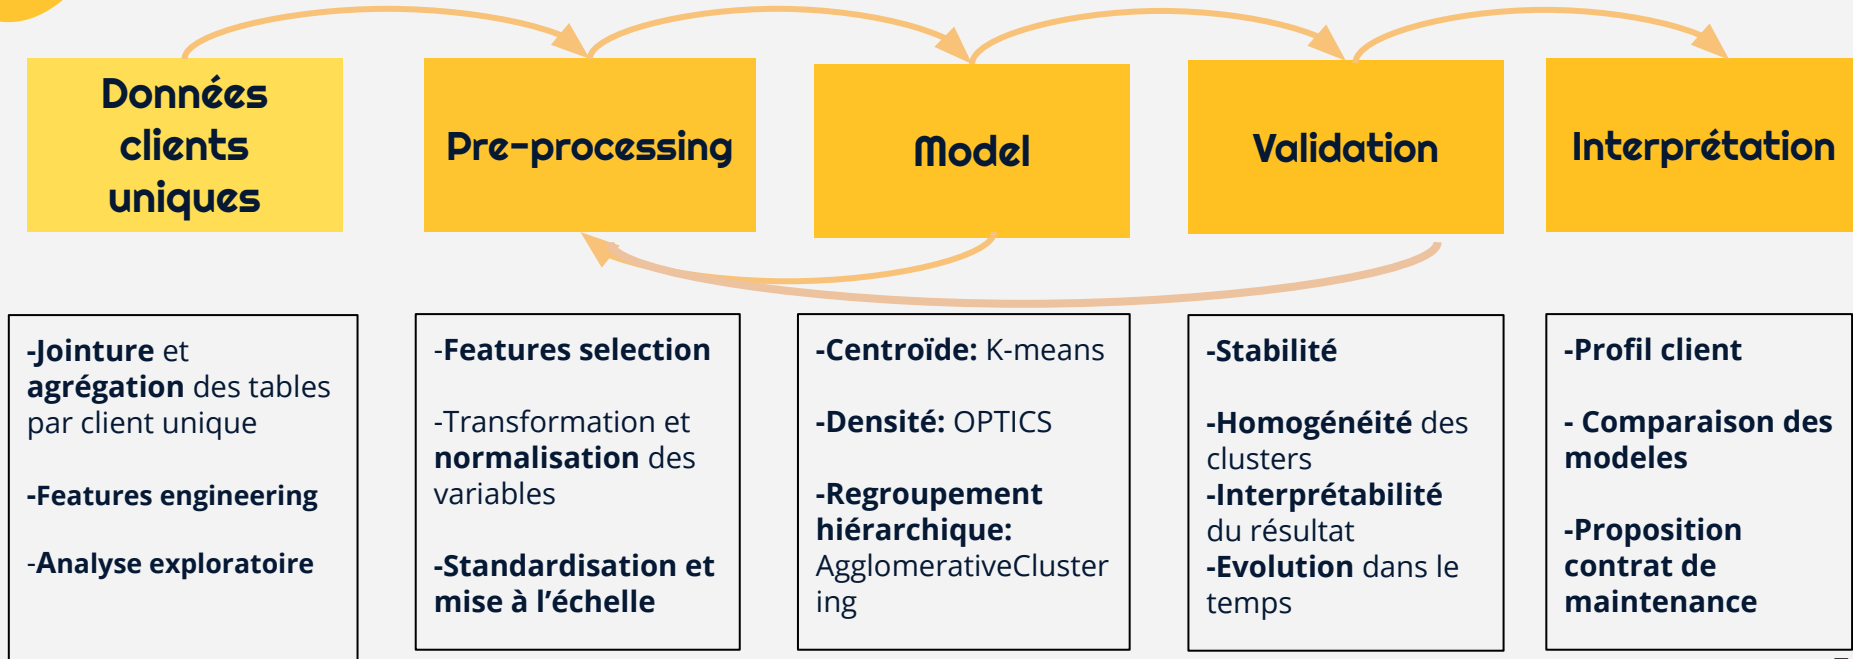 Données
clients
uniques
Pre-processing
Model
Validation
Interprétation
-Jointure et
agrégation des tables
par client unique
-Features engineering
-Analyse exploratoire
-Features selection
-Transformation et
normalisation des
variables
-Standardisation et
mise à l’échelle
-Centroïde: K-means
-Densité: OPTICS
-Regroupement
hiérarchique:
AgglomerativeCluster
ing
-Stabilité
-Homogénéité des
clusters
-Interprétabilité
du résultat
-Evolution dans le
temps
-Profil client
- Comparaison des
modeles
-Proposition
contrat de
maintenance